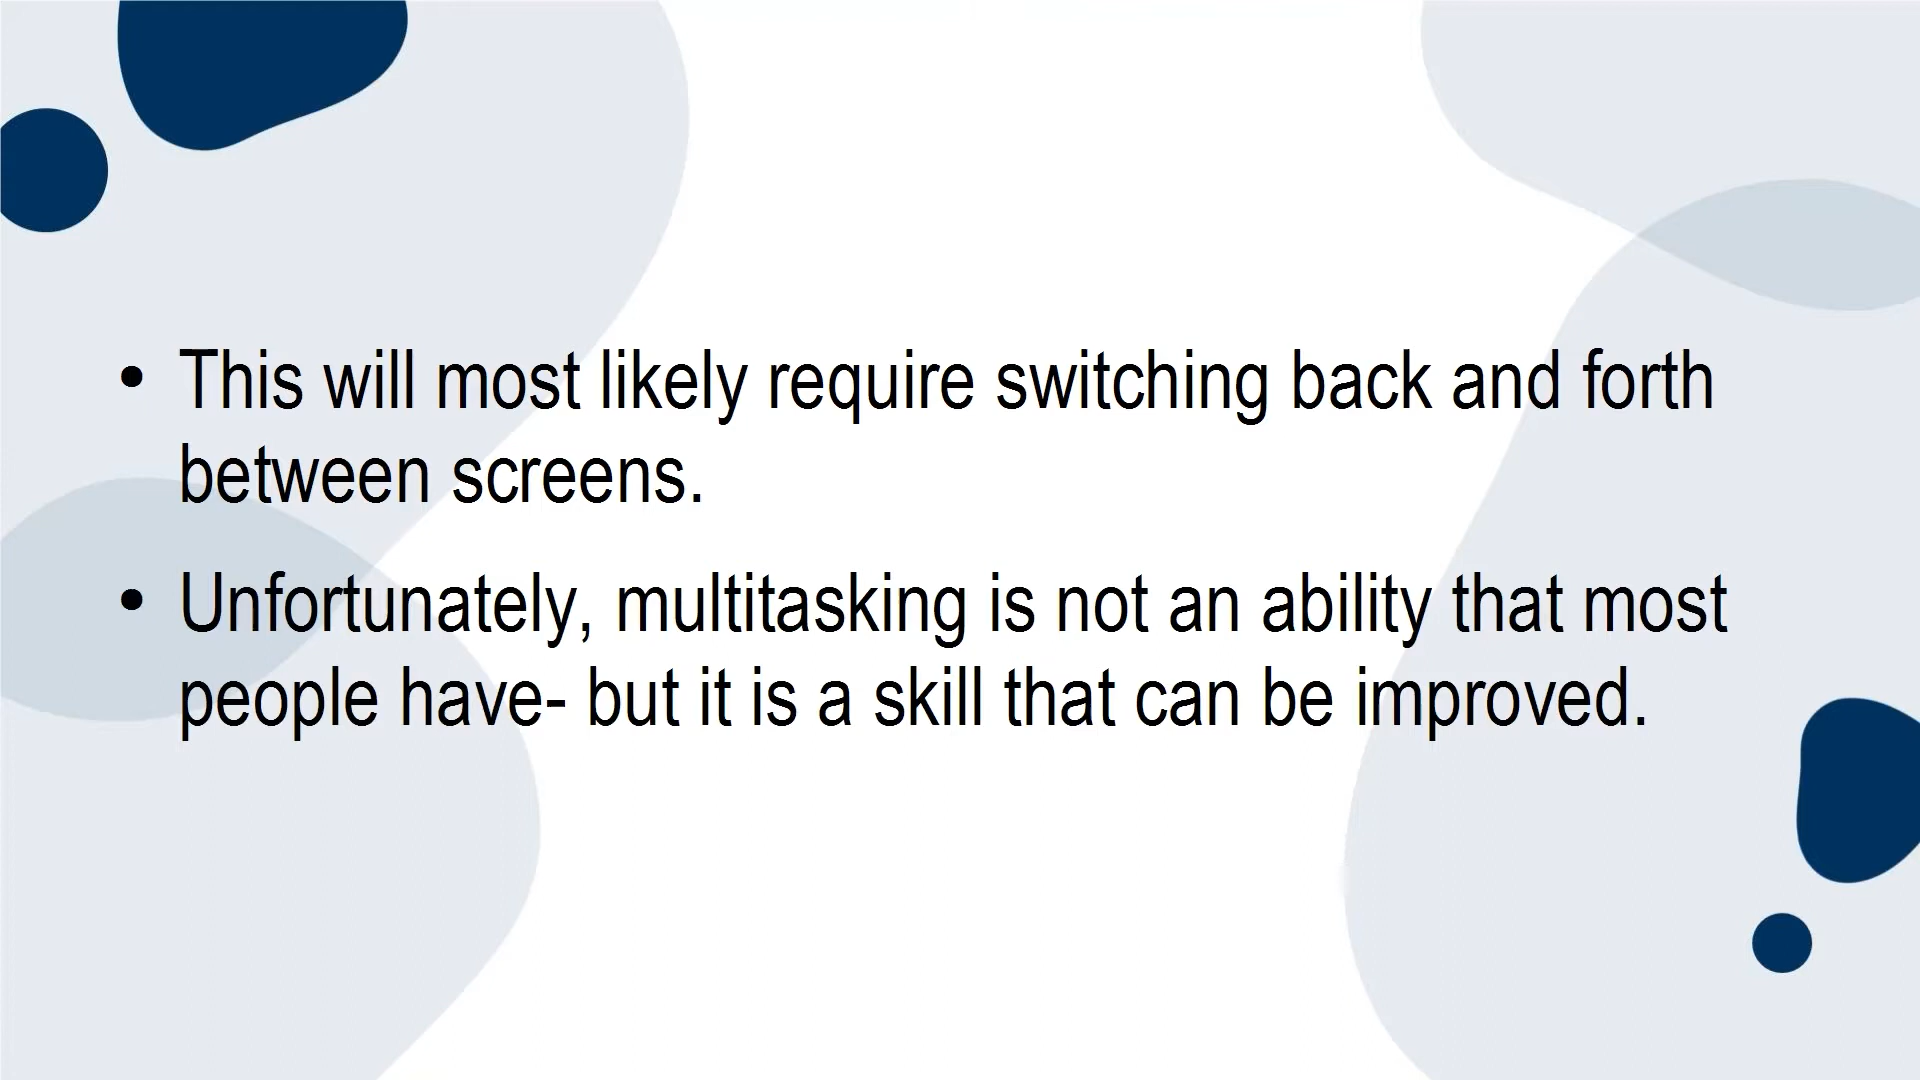 • This will most likely require switching back and forth
between screens.
• Unfortunately, multitasking is not an ability that most
people have- but it is a skill that can be improved.